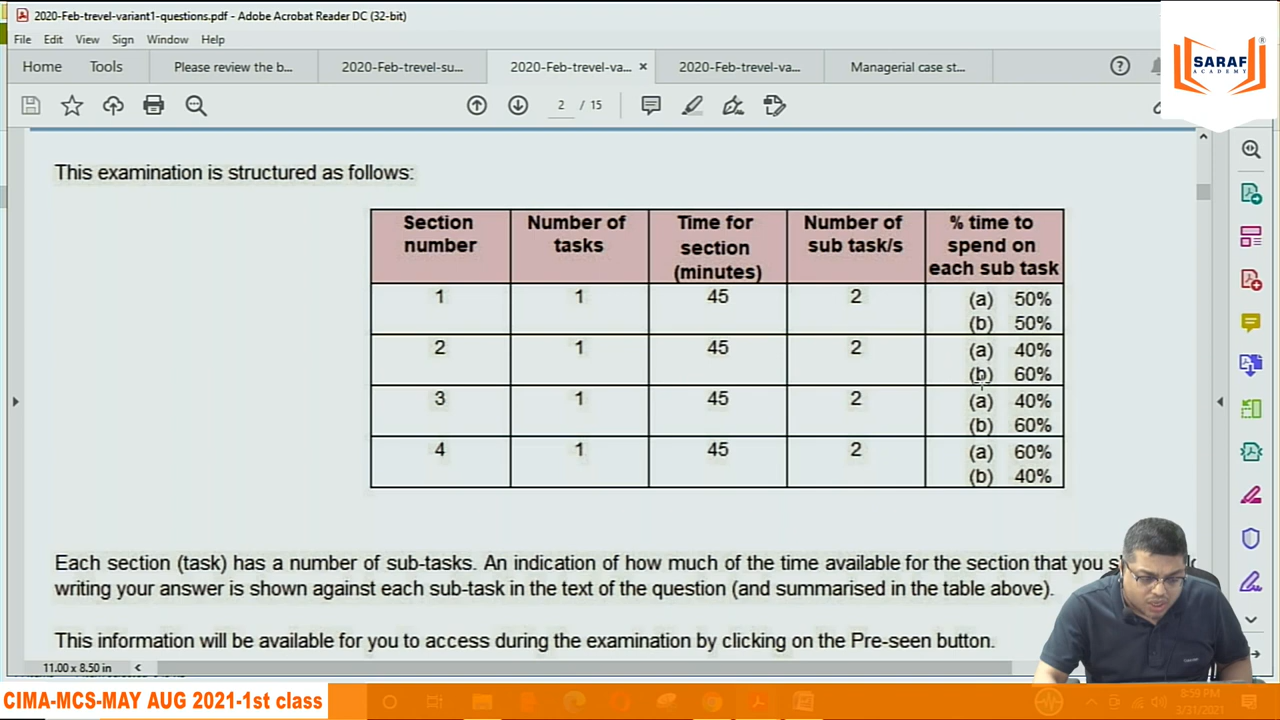 2020-Feb-trevel-variant1-questions.pdf - Adobe Acrobat Reader DC (32-bit)
File Edit View Sign Window Help
Home Tools Please review the b... 2020-Feb-trevel-su... 2020-Feb-trevel-va... × 2020-Feb-trevel-va... Managerial case st...
2 / 15
SARAF
ACADEMY
This examination is structured as follows:
Section number Number of tasks Time for section (minutes) Number of sub task/s % time to spend on each sub task
1 1 45 2 (a) 50%
(b) 50%
2 1 45 2 (a) 40%
(b) 60%
3 1 45 2 (a) 40%
(b) 60%
4 1 45 2 (a) 60%
(b) 40%
Each section (task) has a number of sub-tasks. An indication of how much of the time available for the section that you
writing your answer is shown against each sub-task in the text of the question (and summarised in the table above).
This information will be available for you to access during the examination by clicking on the Pre-seen button.
11.00 x 8.50 in
CIMA-MCS-MAY AUG 2021-1st class
8:59 PM
3/31/2021